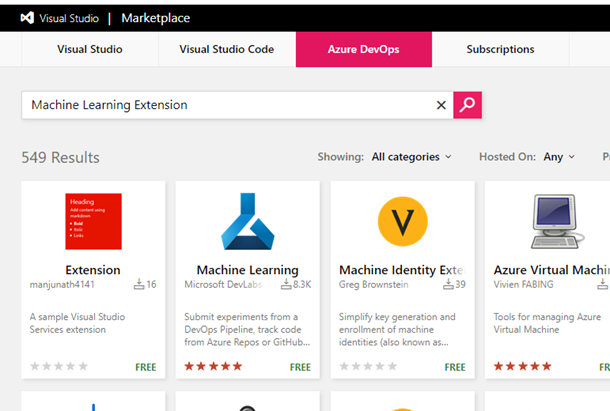 Visual Studio | Marketplace
Visual Studio
Visual Studio Code
Azure DevOps
Subscriptions
Machine Learning Extension
549 Results
Showing: All categories
Hosted On: Any
Heading
Add content using
markdown
Bold
Bold
Links
Extension
manjunath4141 16
A sample Visual Studio
Services extension
FREE
Machine Learning
Microsoft DevLabs 8.3K
Submit experiments from a
DevOps Pipeline, track code
from Azure Repos or GitHub...
FREE
V
Machine Identity Exte
Greg Brownstein 39
Simplify key generation and
enrollment of machine
identities (also known as...
FREE
Azure Virtual Machi
Vivien FABING
Tools for managing Azure
Virtual Machine
FR